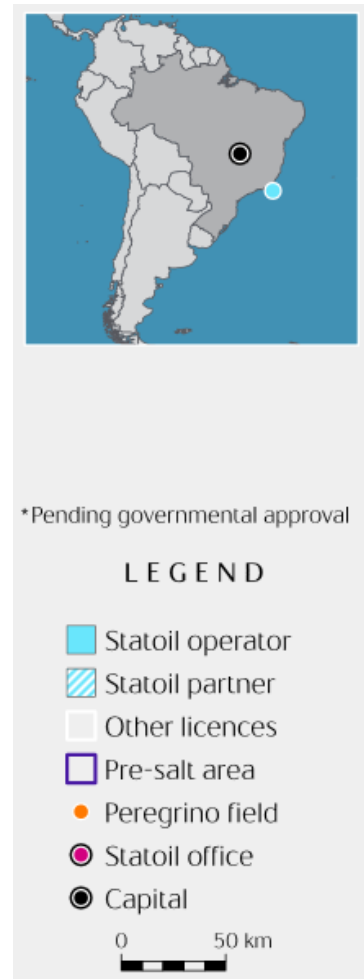 *Pending governmental approval
LEGEND
Statoil operator
Statoil partner
Other licences
Pre-salt area
Peregrino field
Statoil office
Capital
0 50 km